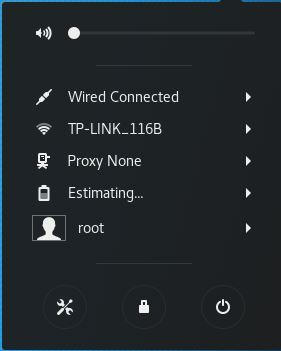 Wired Connected
TP-LINK_116B
Proxy None
Estimating...
root